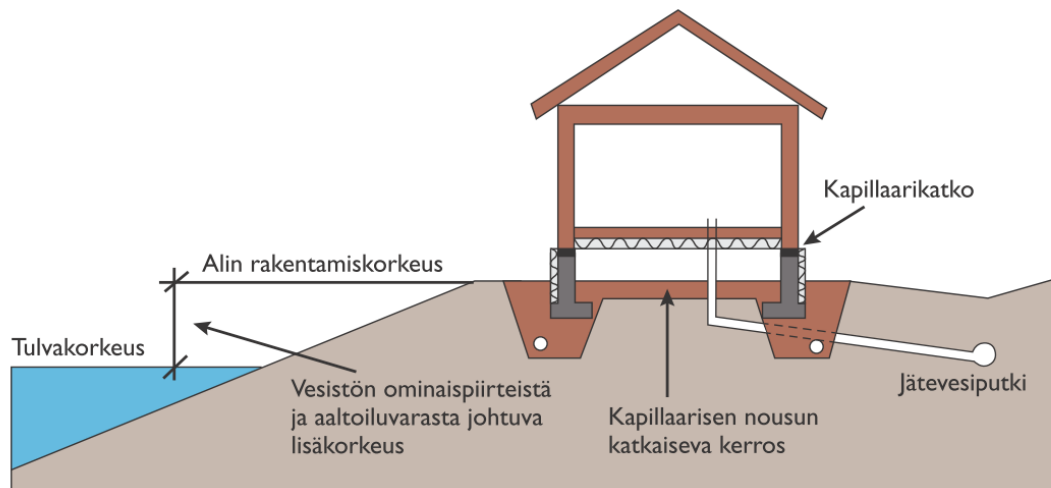 Kapillaarikatko
Alin rakentamiskorkeus
Tulvakorkeus
Vesistön ominaispiirteistä
ja aaltoiluvarasta johtuva
lisäkorkeus
Kapillaarisen nousun
katkaiseva kerros
Jätevesiputki